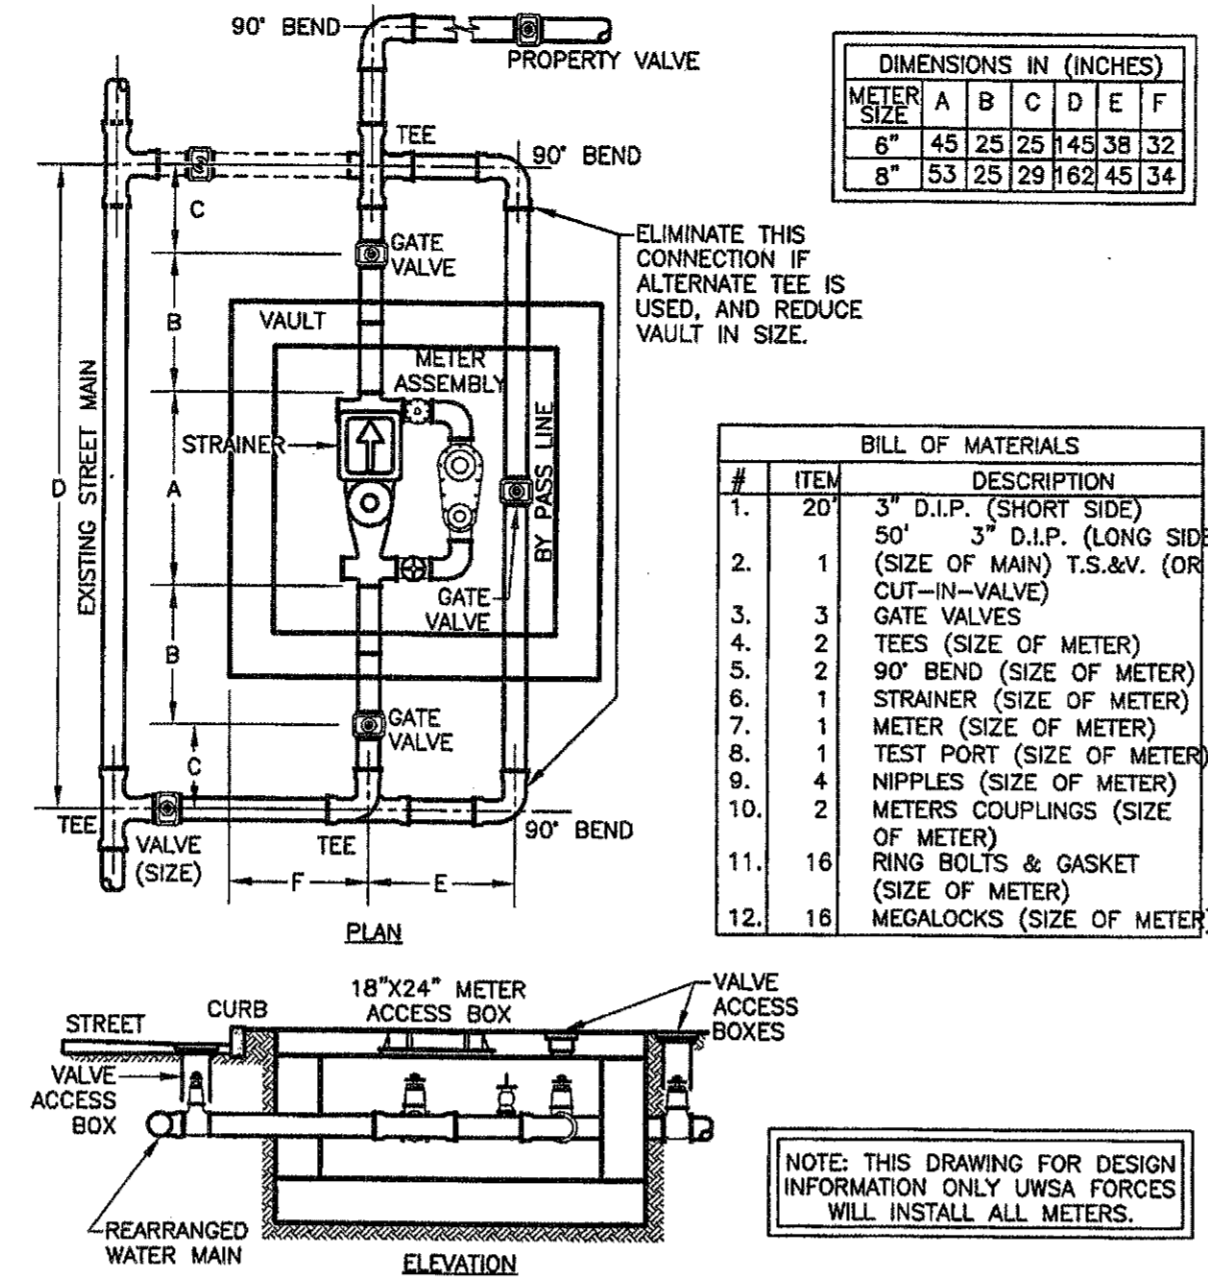 90° BEND
PROPERTY VALVE
TEE
90° BEND
C
GATE
VALVE
ELIMINATE THIS
CONNECTION IF
ALTERNATE TEE IS
USED, AND REDUCE
VAULT IN SIZE.
B
VAULT
METER
ASSEMBLY
STRAINER
BY PASS LINE
EXISTING STREET MAIN
D
A
GATE
VALVE
B
GATE
VALVE
C
TEE
VALVE
(SIZE)
TEE
90° BEND
F
E
PLAN
DIMENSIONS IN (INCHES)
METER SIZE A B C D E F
6" 45 25 25 145 38 32
8" 53 25 29 162 45 34
BILL OF MATERIALS
# ITEM DESCRIPTION
1. 20' 3" D.I.P. (SHORT SIDE)
50' 3" D.I.P. (LONG SIDE
2. 1 (SIZE OF MAIN) T.S.&V. (OR
CUT-IN-VALVE)
3. 3 GATE VALVES
4. 2 TEES (SIZE OF METER)
5. 2 90° BEND (SIZE OF METER)
6. 1 STRAINER (SIZE OF METER)
7. 1 METER (SIZE OF METER)
8. 1 TEST PORT (SIZE OF METER)
9. 4 NIPPLES (SIZE OF METER)
10. 2 METERS COUPLINGS (SIZE
OF METER)
11. 16 RING BOLTS & GASKET
(SIZE OF METER)
12. 16 MEGALOCKS (SIZE OF METER)
STREET
CURB
18"X24" METER
ACCESS BOX
VALVE
ACCESS
BOXES
VALVE
ACCESS
BOX
REARRANGED
WATER MAIN
ELEVATION
NOTE: THIS DRAWING FOR DESIGN
INFORMATION ONLY UWSA FORCES
WILL INSTALL ALL METERS.